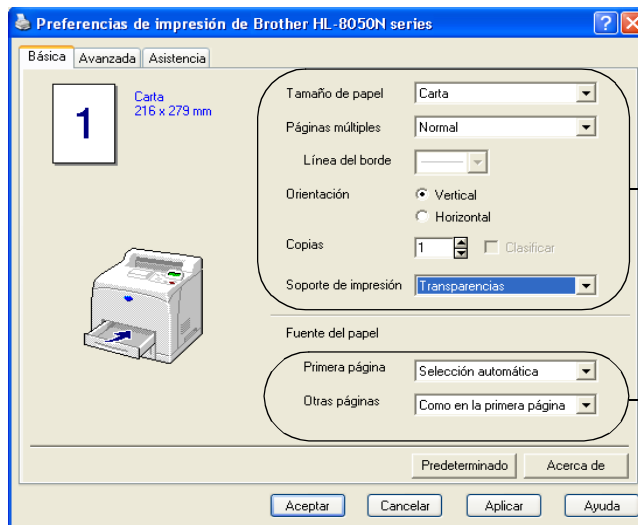 Preferencias de impresión de Brother HL-8050N series
Básica Avanzada Asistencia
1
Carta
216 x 279 mm
Tamaño de papel Carta
Páginas múltiples Normal
Línea del borde
Orientación Vertical
Horizontal
Copias 1 Clasificar
Soporte de impresión Transparencias
Fuente del papel
Primera página Selección automática
Otras páginas Como en la primera página
Predeterminado Acerca de
Aceptar Cancelar Aplicar Ayuda